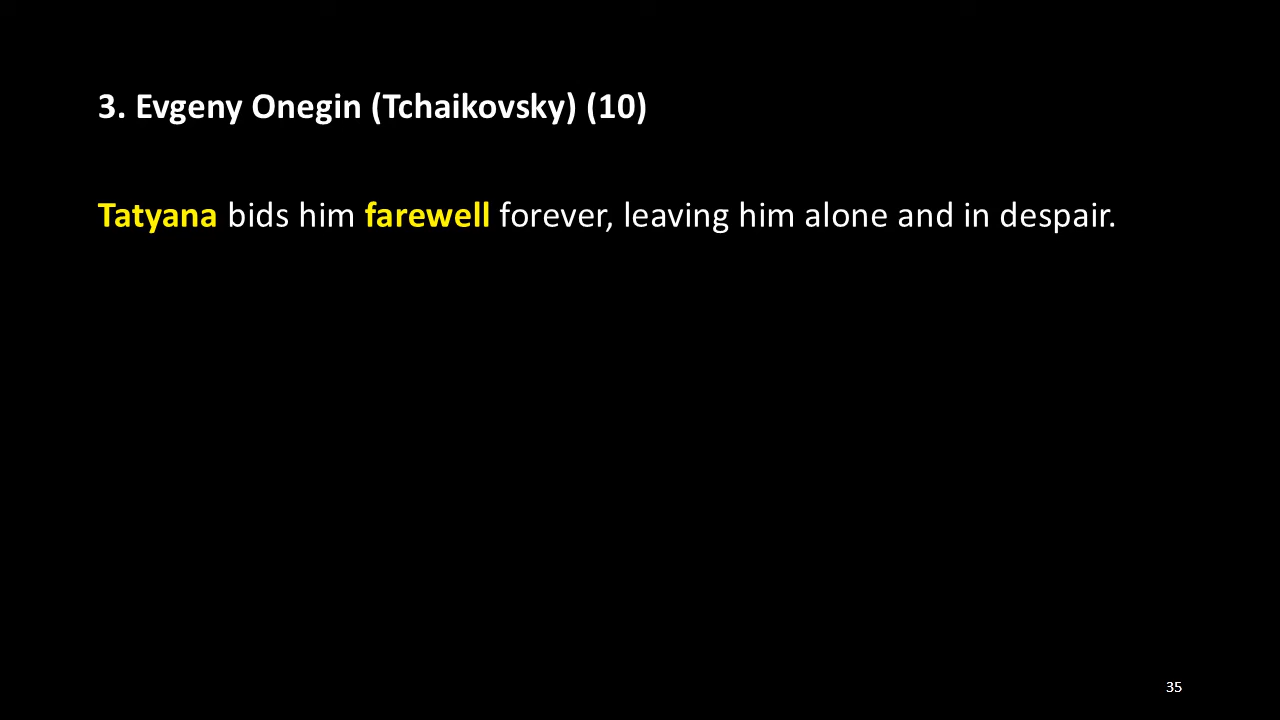 3. Evgeny Onegin (Tchaikovsky) (10)
Tatyana bids him farewell forever, leaving him alone and in despair.
35